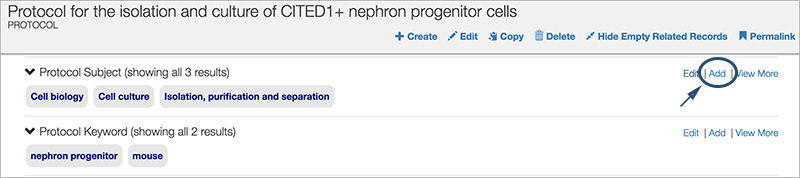 Protocol for the isolation and culture of CITED1+ nephron progenitor cells
PROTOCOL
Create Edit Copy Delete Hide Empty Related Records Permalink
Protocol Subject (showing all 3 results) Edit | Add | View More
Cell biology Cell culture Isolation, purification and separation
Protocol Keyword (showing all 2 results) Edit | Add | View More
nephron progenitor mouse